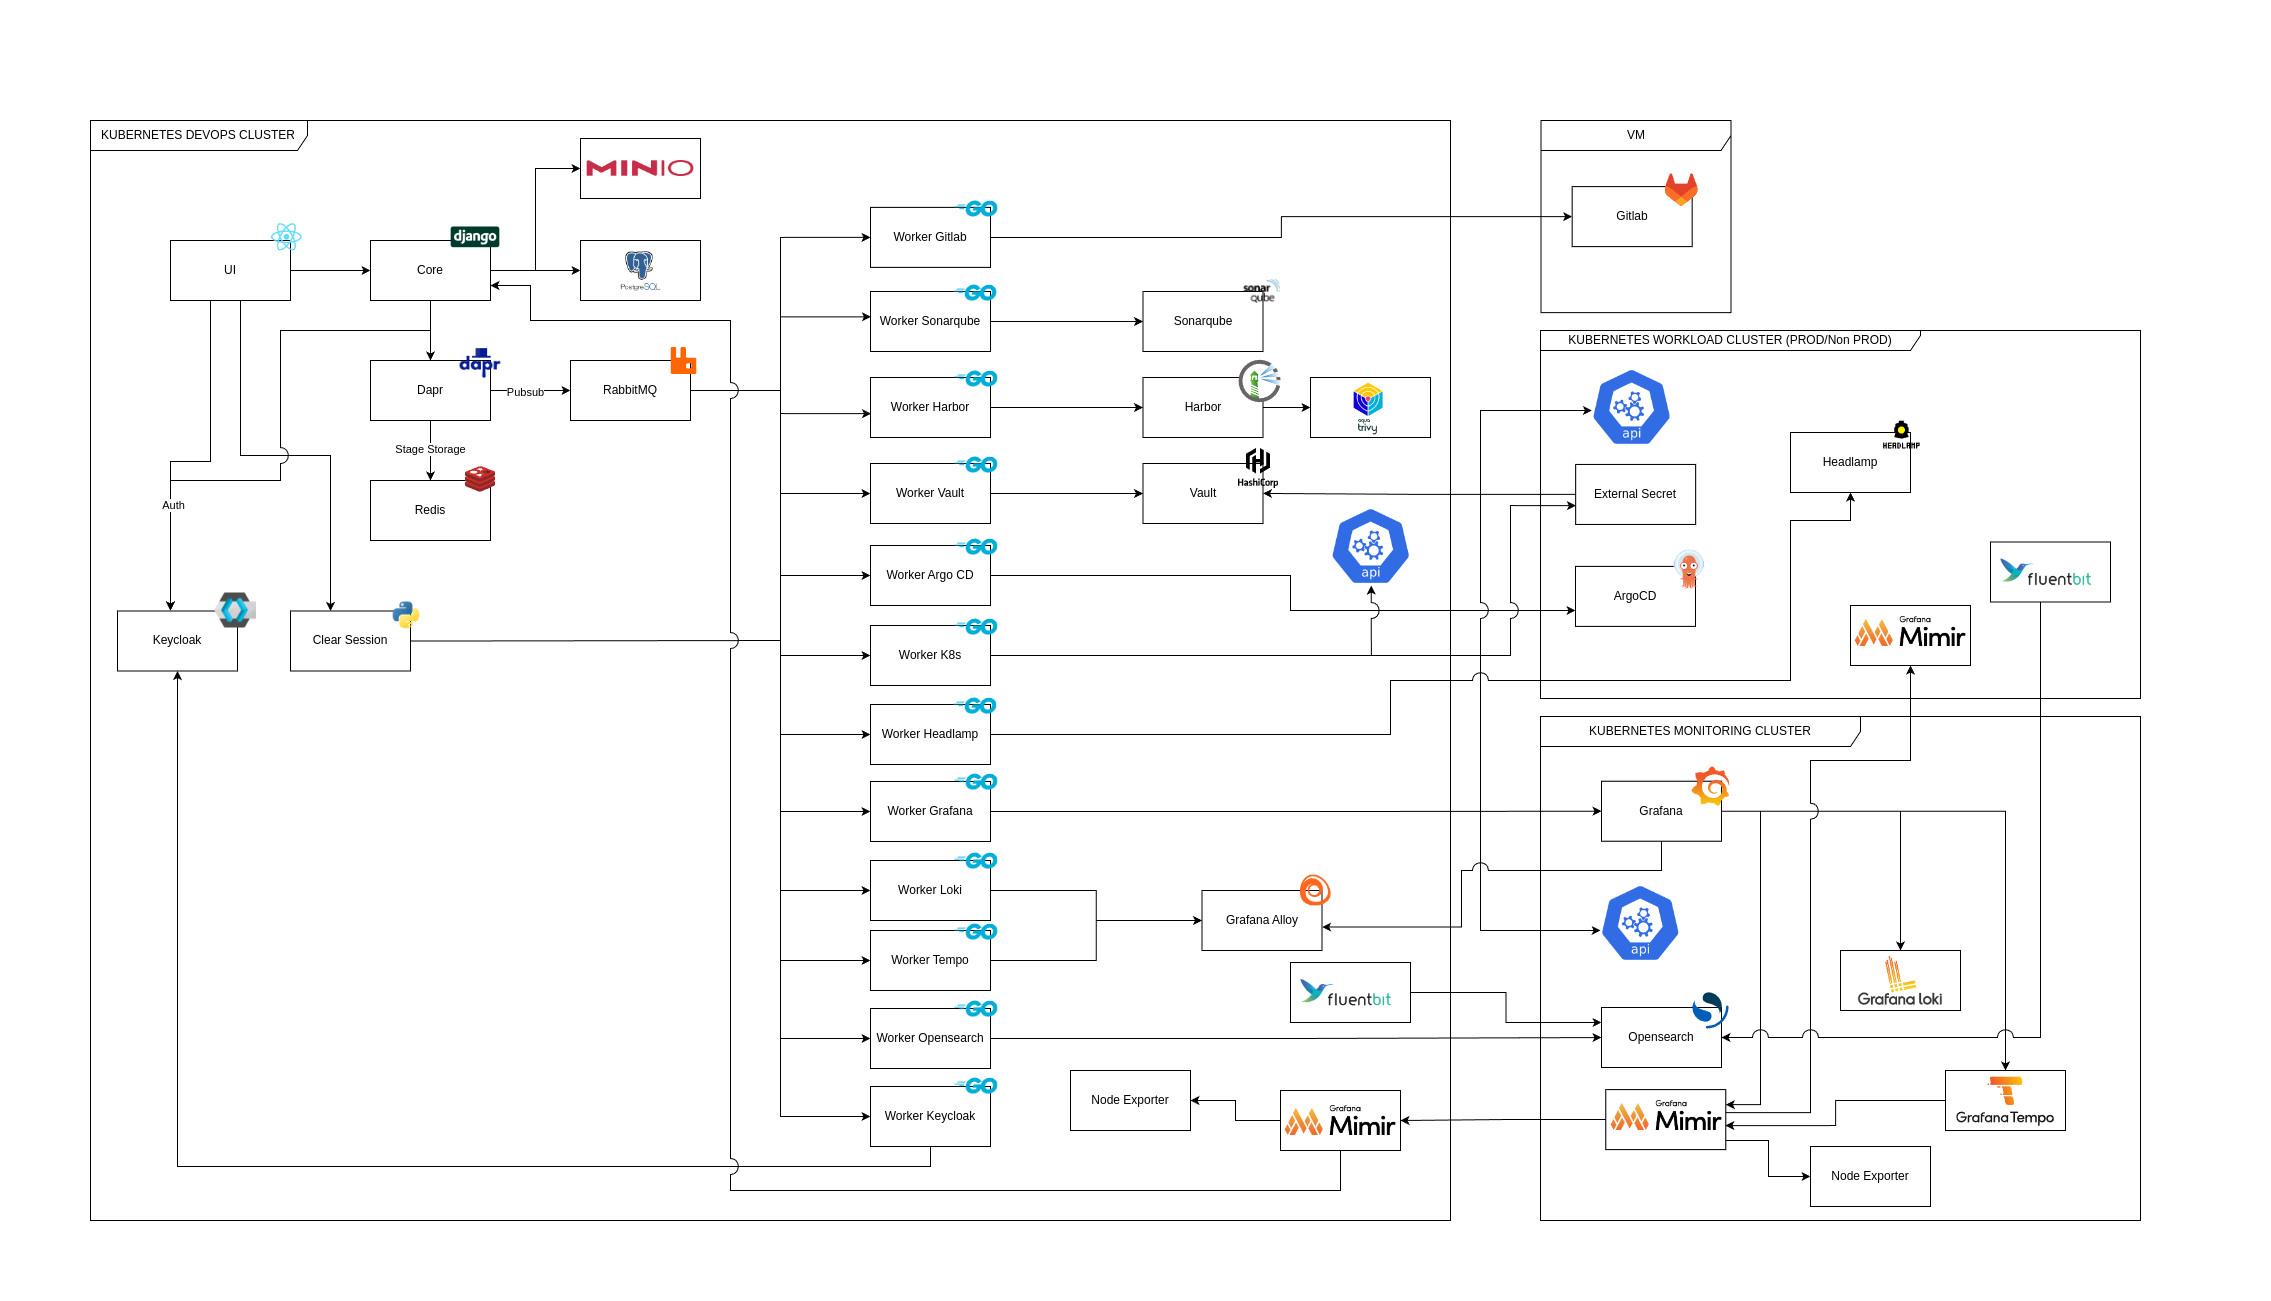 KUBERNETES DEVOPS CLUSTER
MINIO
UI
django
Core
PostgreSQL
dapr
Dapr
Pubsub
RabbitMQ
Stage Storage
Redis
Auth
Keycloak
Clear Session
GO
Worker Gitlab
GO
Worker Sonarqube
sonar
qube
Sonarqube
GO
Worker Harbor
Harbor
aqua
trivy
GO
Worker Vault
HashiCorp
Vault
GO
Worker Argo CD
api
GO
Worker K8s
GO
Worker Headlamp
GO
Worker Grafana
GO
Worker Loki
Grafana Alloy
GO
Worker Tempo
fluentbit
GO
Worker Opensearch
GO
Worker Keycloak
Node Exporter
Grafana
Mimir
VM
Gitlab
KUBERNETES WORKLOAD CLUSTER (PROD/Non PROD)
api
HEADLAMP
Headlamp
External Secret
ArgoCD
fluentbit
Grafana
Mimir
KUBERNETES MONITORING CLUSTER
Grafana
api
Grafana loki
Opensearch
Grafana
Mimir
Grafana Tempo
Node Exporter